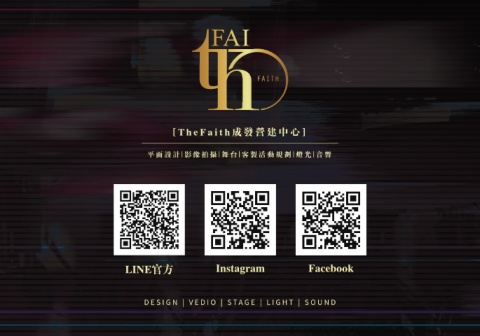 FAI
th
FAITH
[TheFaith成發營建中心]
平面設計|影像拍攝|舞台|客製活動規劃|燈光|音響
LINE官方
Instagram
Facebook
DESIGN | VEDIO | STAGE | LIGHT | SOUND